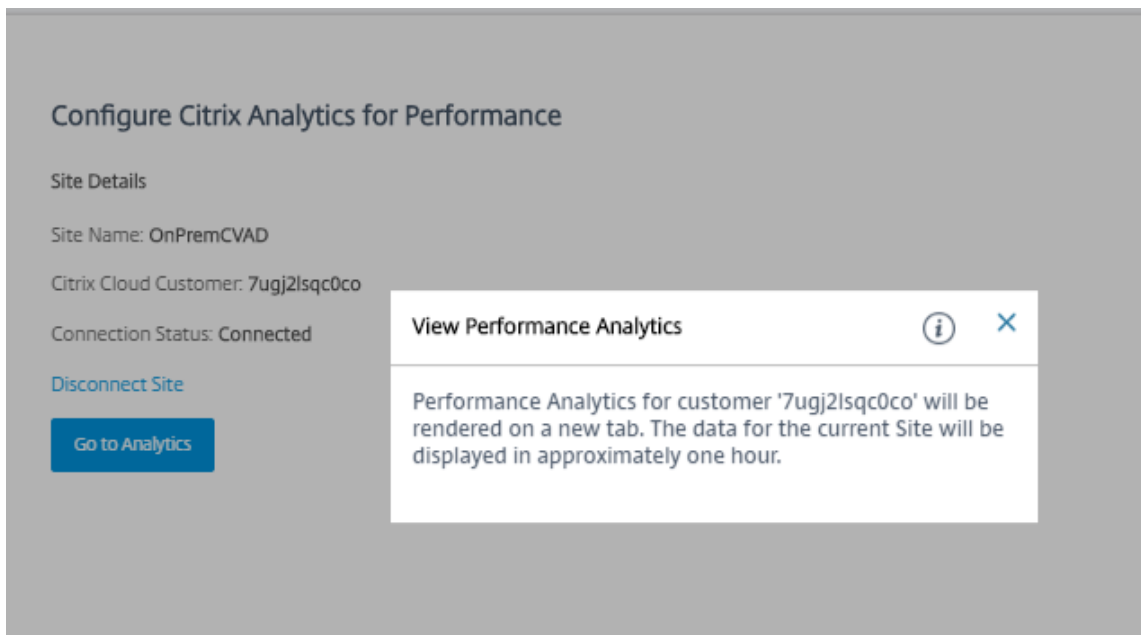 Configure Citrix Analytics for Performance
Site Details
Site Name: OnPremCVAD
Citrix Cloud Customer: 7ugj2lsqc0co
Connection Status: Connected
Disconnect Site
Go to Analytics
View Performance Analytics
Performance Analytics for customer '7ugj2lsqc0co' will be
rendered on a new tab. The data for the current Site will be
displayed in approximately one hour.